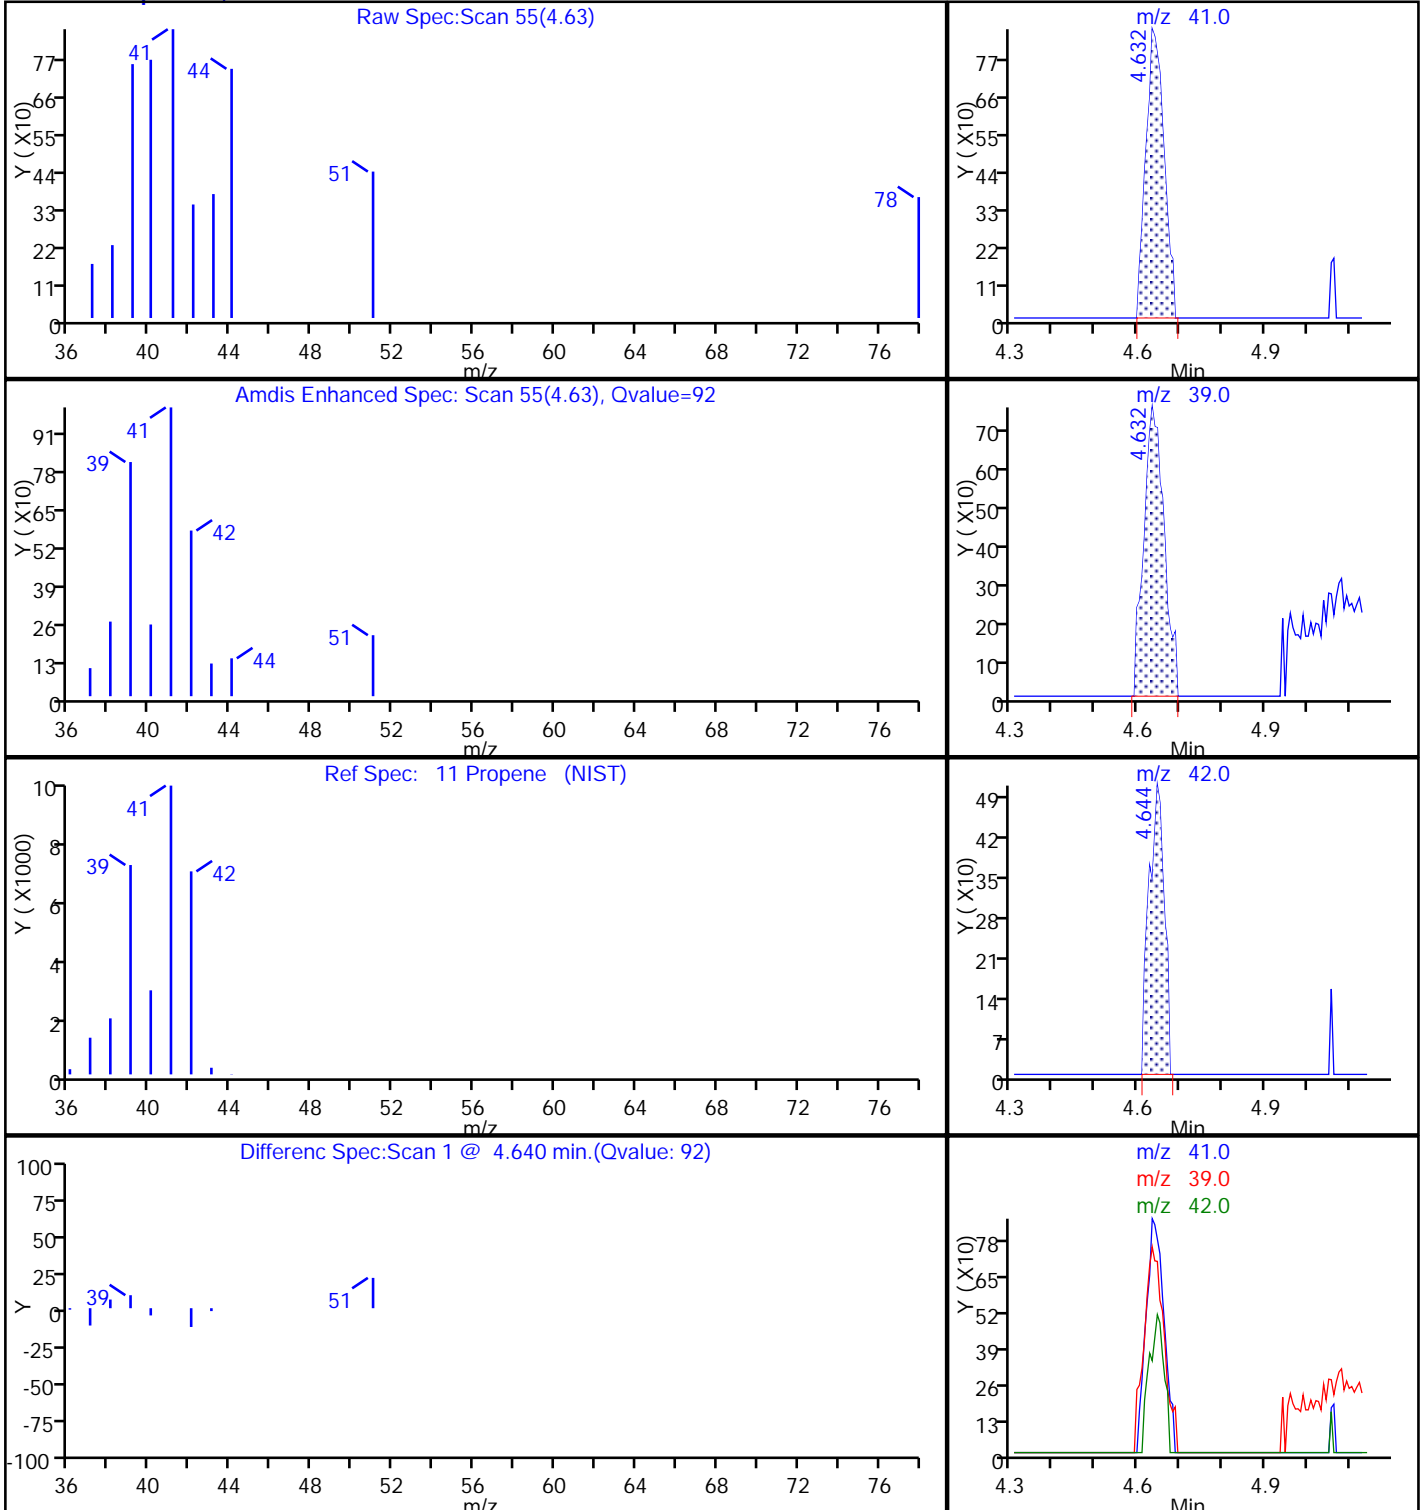 Raw Spec:Scan 55(4.63)
Y ( X10)
77
66
55
44
33
22
11
0
41
44
51
78
36 40 44 48 52 56 60 64 68 72 76
m/z
m/z 41.0
Y ( X10)
77
66
55
44
33
22
11
0
4.632
4.3 4.6 4.9
Min
Amdis Enhanced Spec: Scan 55(4.63), Qvalue=92
Y ( X10)
91
78
65
52
39
26
13
0
39
41
42
44
51
36 40 44 48 52 56 60 64 68 72 76
m/z
m/z 39.0
Y ( X10)
70
60
50
40
30
20
10
0
4.632
4.3 4.6 4.9
Min
Ref Spec: 11 Propene (NIST)
Y ( X1000)
10
8
6
4
2
0
39
41
42
36 40 44 48 52 56 60 64 68 72 76
m/z
m/z 42.0
Y ( X10)
49
42
35
28
21
14
7
0
4.644
4.3 4.6 4.9
Min
Differenc Spec:Scan 1 @ 4.640 min.(Qvalue: 92)
Y
100
75
50
25
0
-25
-50
-75
-100
39
51
36 40 44 48 52 56 60 64 68 72 76
m/z
m/z 41.0
m/z 39.0
m/z 42.0
Y ( X10)
78
65
52
39
26
13
0
4.3 4.6 4.9
Min